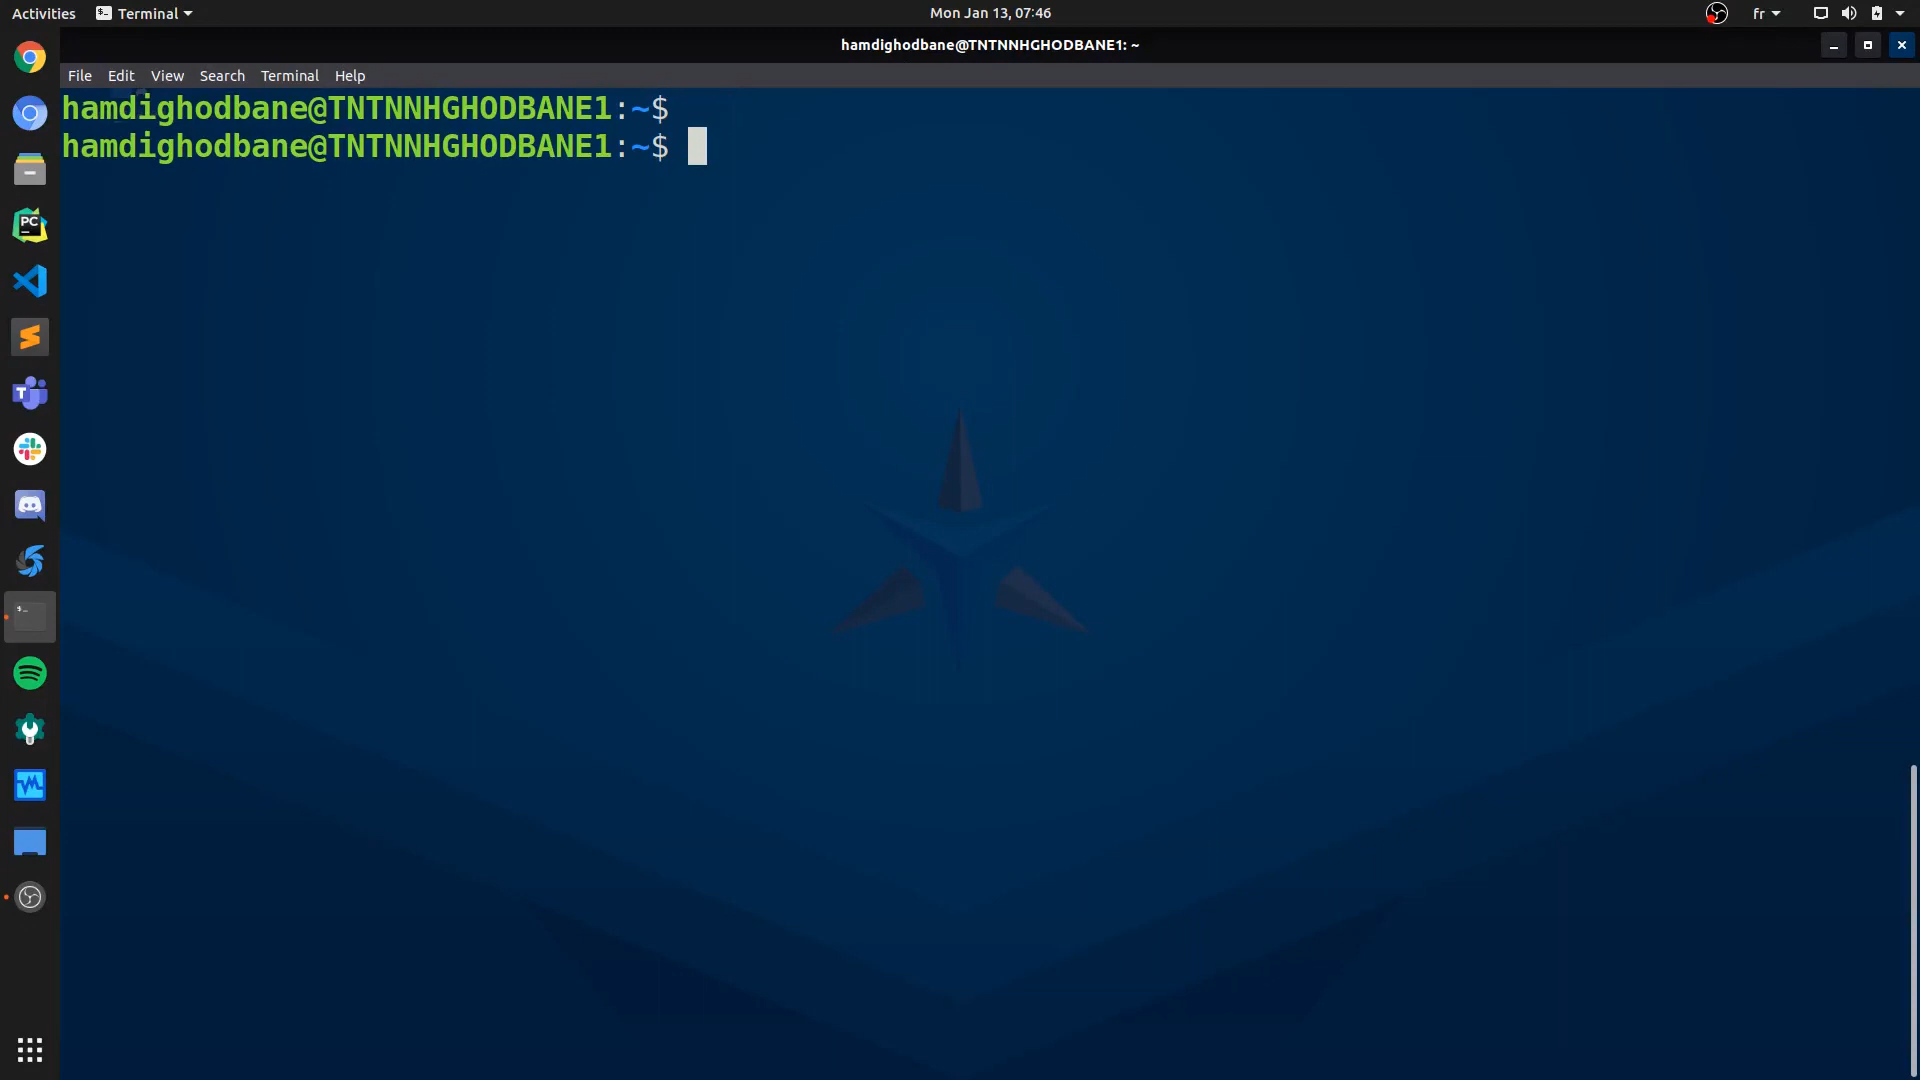 Activities Terminal Mon Jan 13, 07:46 fr
hamdighodbane@TNTNNHGHODBANE1: ~
File Edit View Search Terminal Help
hamdighodbane@TNTNNHGHODBANE1:~$
hamdighodbane@TNTNNHGHODBANE1:~$
PC
T
$_